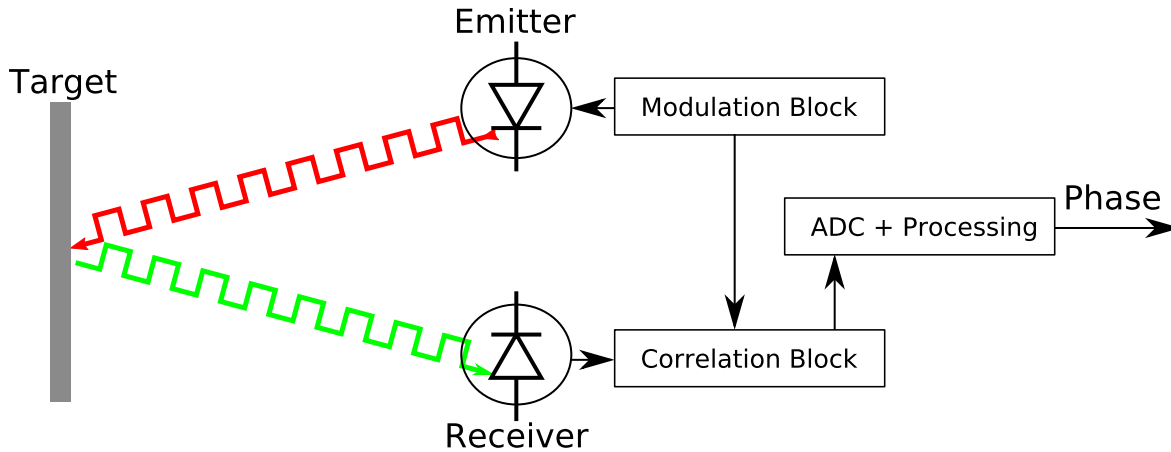 Emitter
Target
Modulation Block
Phase
ADC + Processing
Correlation Block
Receiver